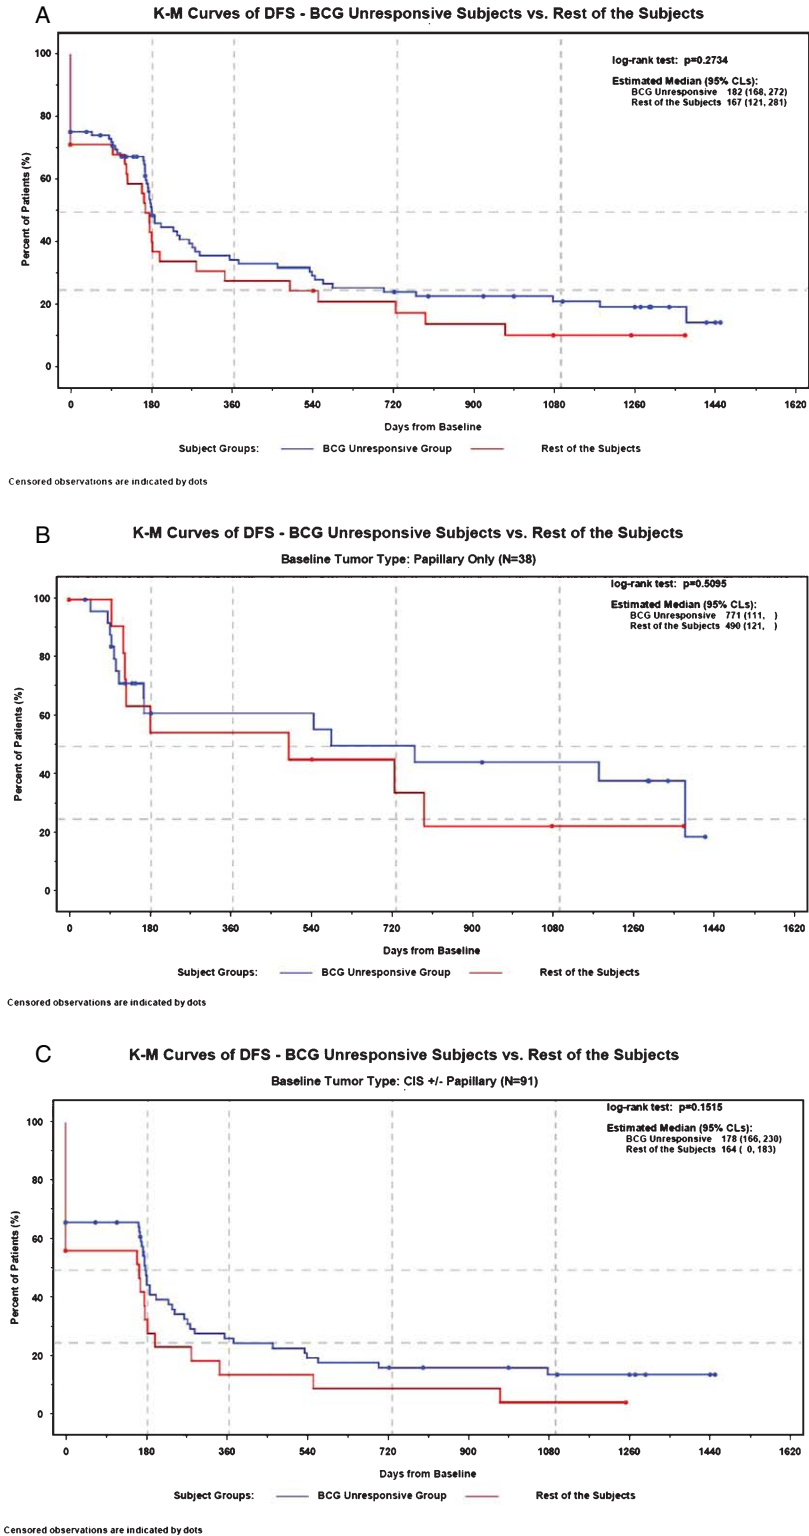 A
K-M Curves of DFS - BCG Unresponsive Subjects vs. Rest of the Subjects
log-rank test: p=0.2734
Estimated Median (95% CLs):
BCG Unresponsive 182 (168, 272)
Rest of the Subjects 167 (121, 281)
100
80
60
40
20
0
Percent of Patients (%)
0 180 360 540 720 900 1080 1260 1440 1620
Days from Baseline
Subject Groups: BCG Unresponsive Group Rest of the Subjects
Censored observations are indicated by dots
B
K-M Curves of DFS - BCG Unresponsive Subjects vs. Rest of the Subjects
Baseline Tumor Type: Papillary Only (N=38)
log-rank test: p=0.5095
Estimated Median (95% CLs):
BCG Unresponsive 771 (111, )
Rest of the Subjects 490 (121, )
100
80
60
40
20
0
Percent of Patients (%)
0 180 360 540 720 900 1080 1260 1440 1620
Days from Baseline
Subject Groups: BCG Unresponsive Group Rest of the Subjects
Censored observations are indicated by dots
C
K-M Curves of DFS - BCG Unresponsive Subjects vs. Rest of the Subjects
Baseline Tumor Type: CIS +/- Papillary (N=91)
log-rank test: p=0.1515
Estimated Median (95% CLs):
BCG Unresponsive 178 (166, 230)
Rest of the Subjects 164 ( 0, 183)
100
80
60
40
20
0
Percent of Patients (%)
0 180 360 540 720 900 1080 1260 1440 1620
Days from Baseline
Subject Groups: BCG Unresponsive Group Rest of the Subjects
Censored observations are indicated by dots